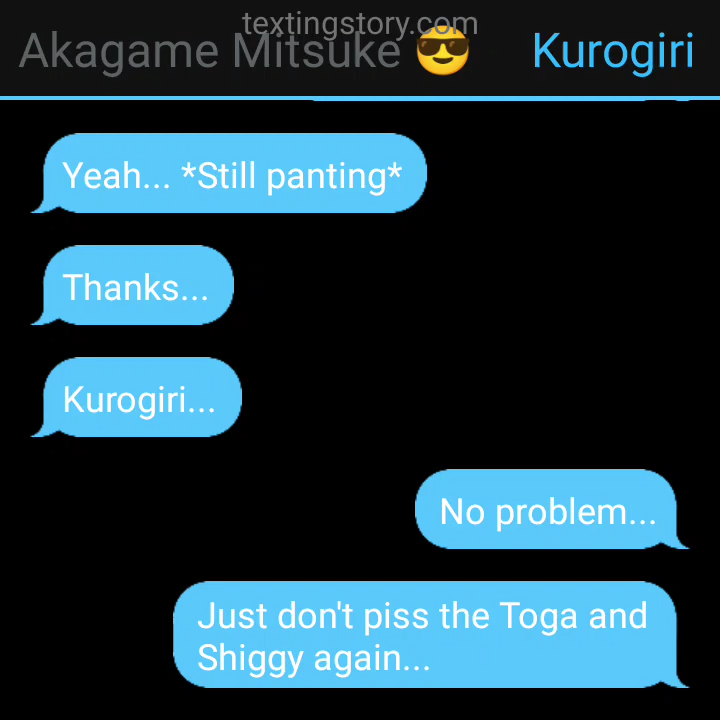 textingstory.com
Akagame Mitsuke 😎 Kurogiri
Yeah... *Still panting*
Thanks...
Kurogiri...
No problem...
Just don't piss the Toga and
Shiggy again...